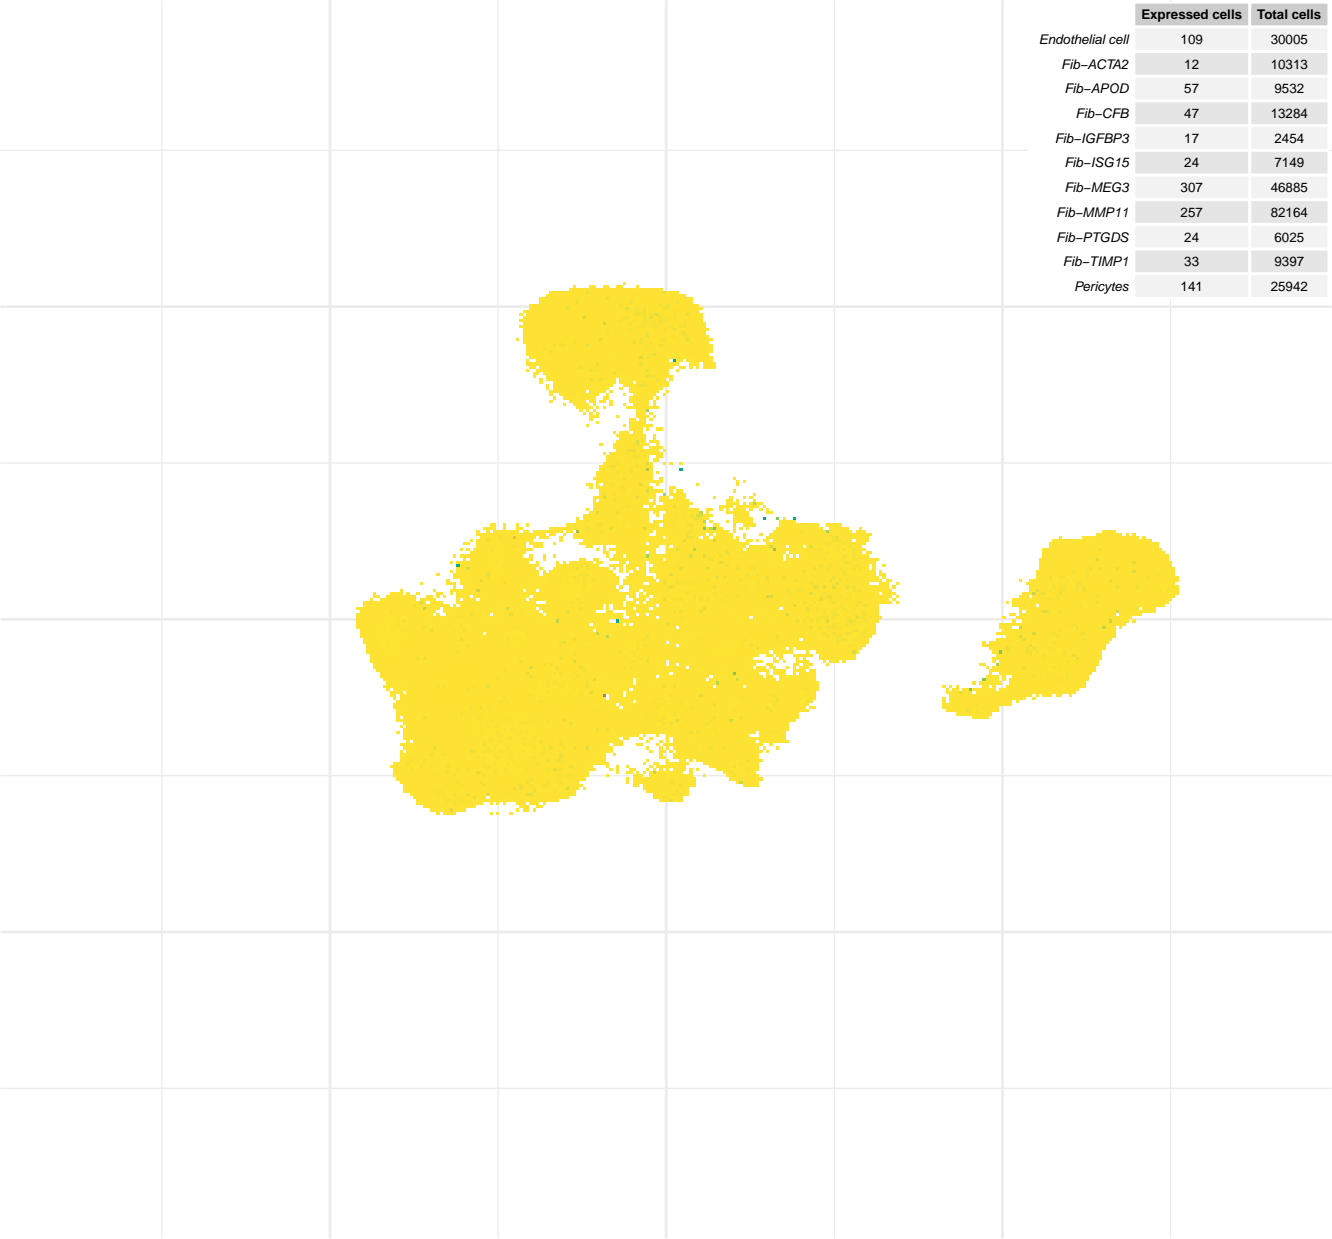 Expressed cells Total cells
Endothelial cell 109 30005
Fib−ACTA2 12 10313
Fib−APOD 57 9532
Fib−CFB 47 13284
Fib−IGFBP3 17 2454
Fib−ISG15 24 7149
Fib−MEG3 307 46885
Fib−MMP11 257 82164
Fib−PTGDS 24 6025
Fib−TIMP1 33 9397
Pericytes 141 25942